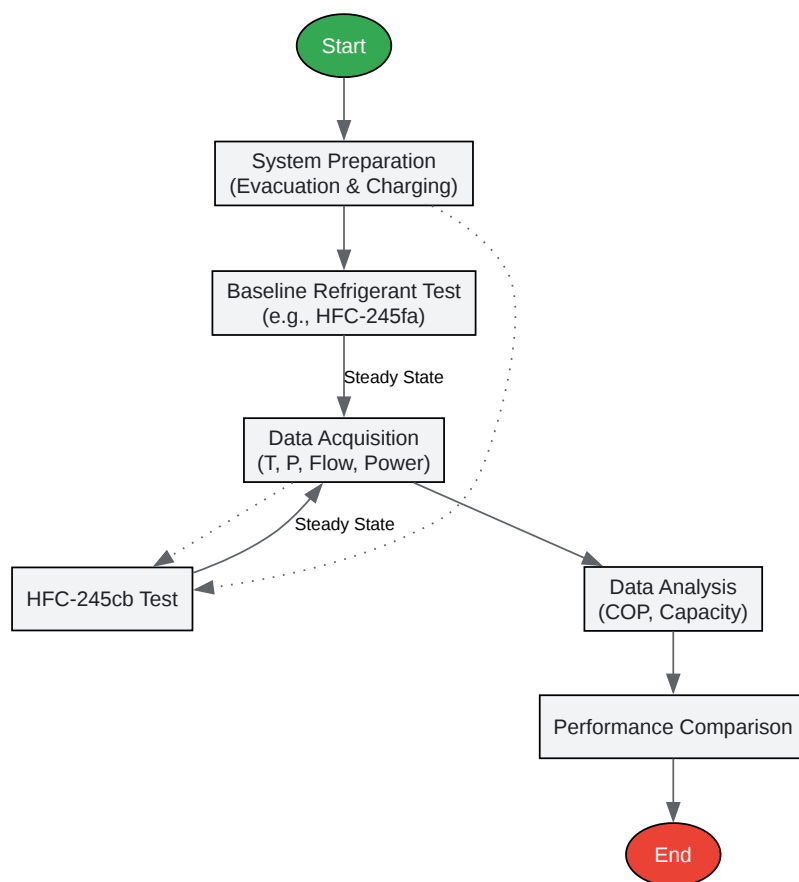 Start
System Preparation
(Evacuation & Charging)
Baseline Refrigerant Test
(e.g., HFC-245fa)
Steady State
Data Acquisition
(T, P, Flow, Power)
Steady State
HFC-245cb Test
Data Analysis
(COP, Capacity)
Performance Comparison
End